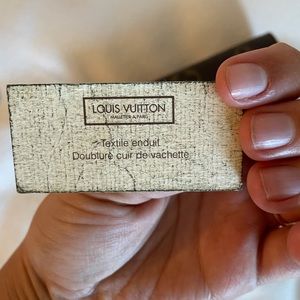 LOUIS VUITTON
MALLETIER A PARIS
Textile enduit
Doublure cuir de vachette